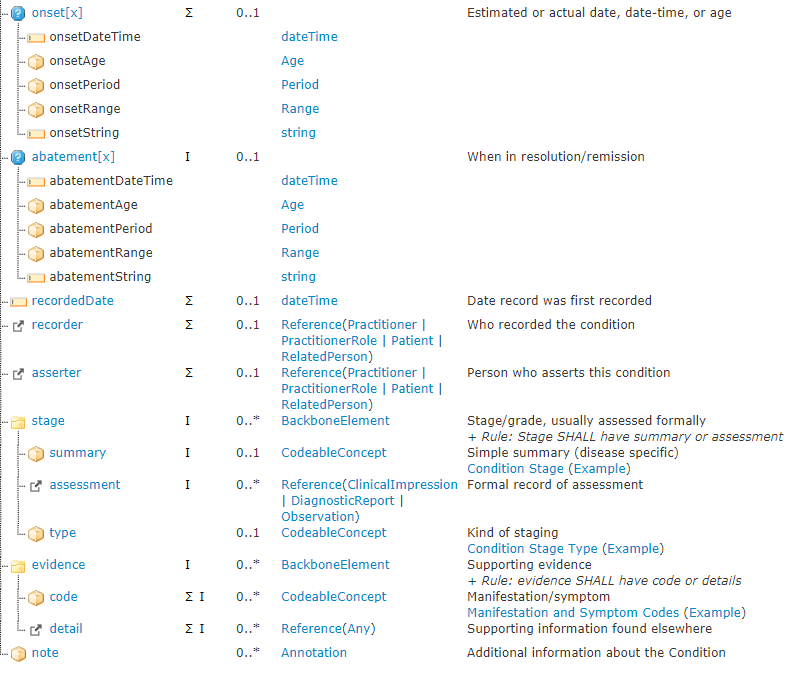 onset[x] Σ 0..1 Estimated or actual date, date-time, or age
onsetDateTime dateTime
onsetAge Age
onsetPeriod Period
onsetRange Range
onsetString string
abatement[x] I 0..1 When in resolution/remission
abatementDateTime dateTime
abatementAge Age
abatementPeriod Period
abatementRange Range
abatementString string
recordedDate Σ 0..1 dateTime Date record was first recorded
recorder Σ 0..1 Reference(Practitioner | Who recorded the condition
PractitionerRole | Patient |
RelatedPerson)
asserter Σ 0..1 Reference(Practitioner | Person who asserts this condition
PractitionerRole | Patient |
RelatedPerson)
stage I 0..* BackboneElement Stage/grade, usually assessed formally
+ Rule: Stage SHALL have summary or assessment
summary I 0..1 CodeableConcept Simple summary (disease specific)
Condition Stage (Example)
assessment I 0..* Reference(ClinicalImpression Formal record of assessment
| DiagnosticReport |
Observation)
type 0..1 CodeableConcept Kind of staging
Condition Stage Type (Example)
evidence I 0..* BackboneElement Supporting evidence
+ Rule: evidence SHALL have code or details
code Σ I 0..* CodeableConcept Manifestation/symptom
Manifestation and Symptom Codes (Example)
detail Σ I 0..* Reference(Any) Supporting information found elsewhere
note 0..* Annotation Additional information about the Condition